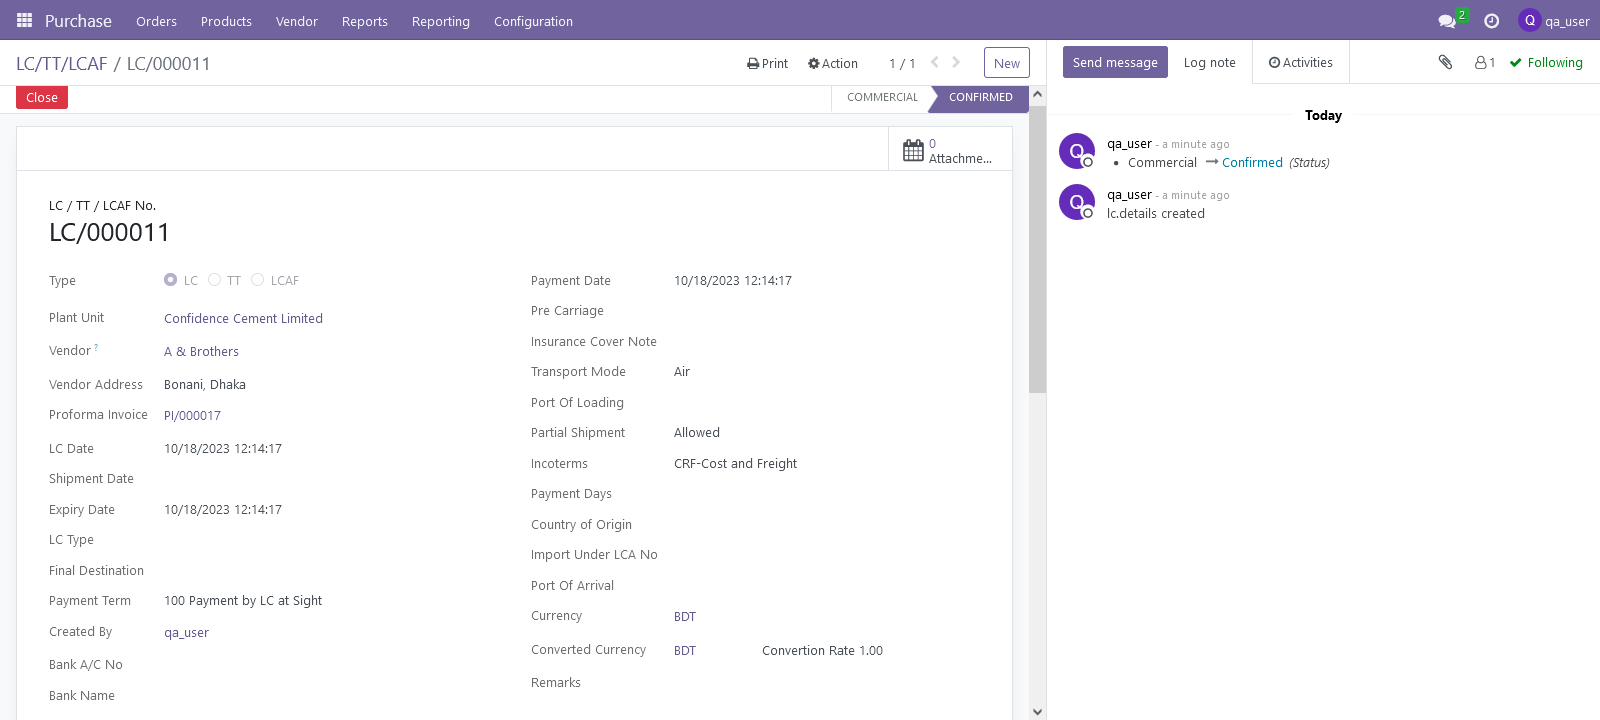 Purchase Orders Products Vendor Reports Reporting Configuration 2 Q qa_user
LC/TT/LCAF / LC/000011 Print Action 1 / 1 New
Close COMMERCIAL CONFIRMED
0
Attachme...
LC / TT / LCAF No.
LC/000011
Type LC TT LCAF
Plant Unit Confidence Cement Limited
Vendor ? A & Brothers
Vendor Address Bonani, Dhaka
Proforma Invoice PI/000017
LC Date 10/18/2023 12:14:17
Shipment Date
Expiry Date 10/18/2023 12:14:17
LC Type
Final Destination
Payment Term 100 Payment by LC at Sight
Created By qa_user
Bank A/C No
Bank Name
Payment Date 10/18/2023 12:14:17
Pre Carriage
Insurance Cover Note
Transport Mode Air
Port Of Loading
Partial Shipment Allowed
Incoterms CRF-Cost and Freight
Payment Days
Country of Origin
Import Under LCA No
Port Of Arrival
Currency BDT
Converted Currency BDT Convertion Rate 1.00
Remarks
Send message Log note Activities 1 Following
Today
Q qa_user - a minute ago
Commercial → Confirmed (Status)
Q qa_user - a minute ago
lc.details created